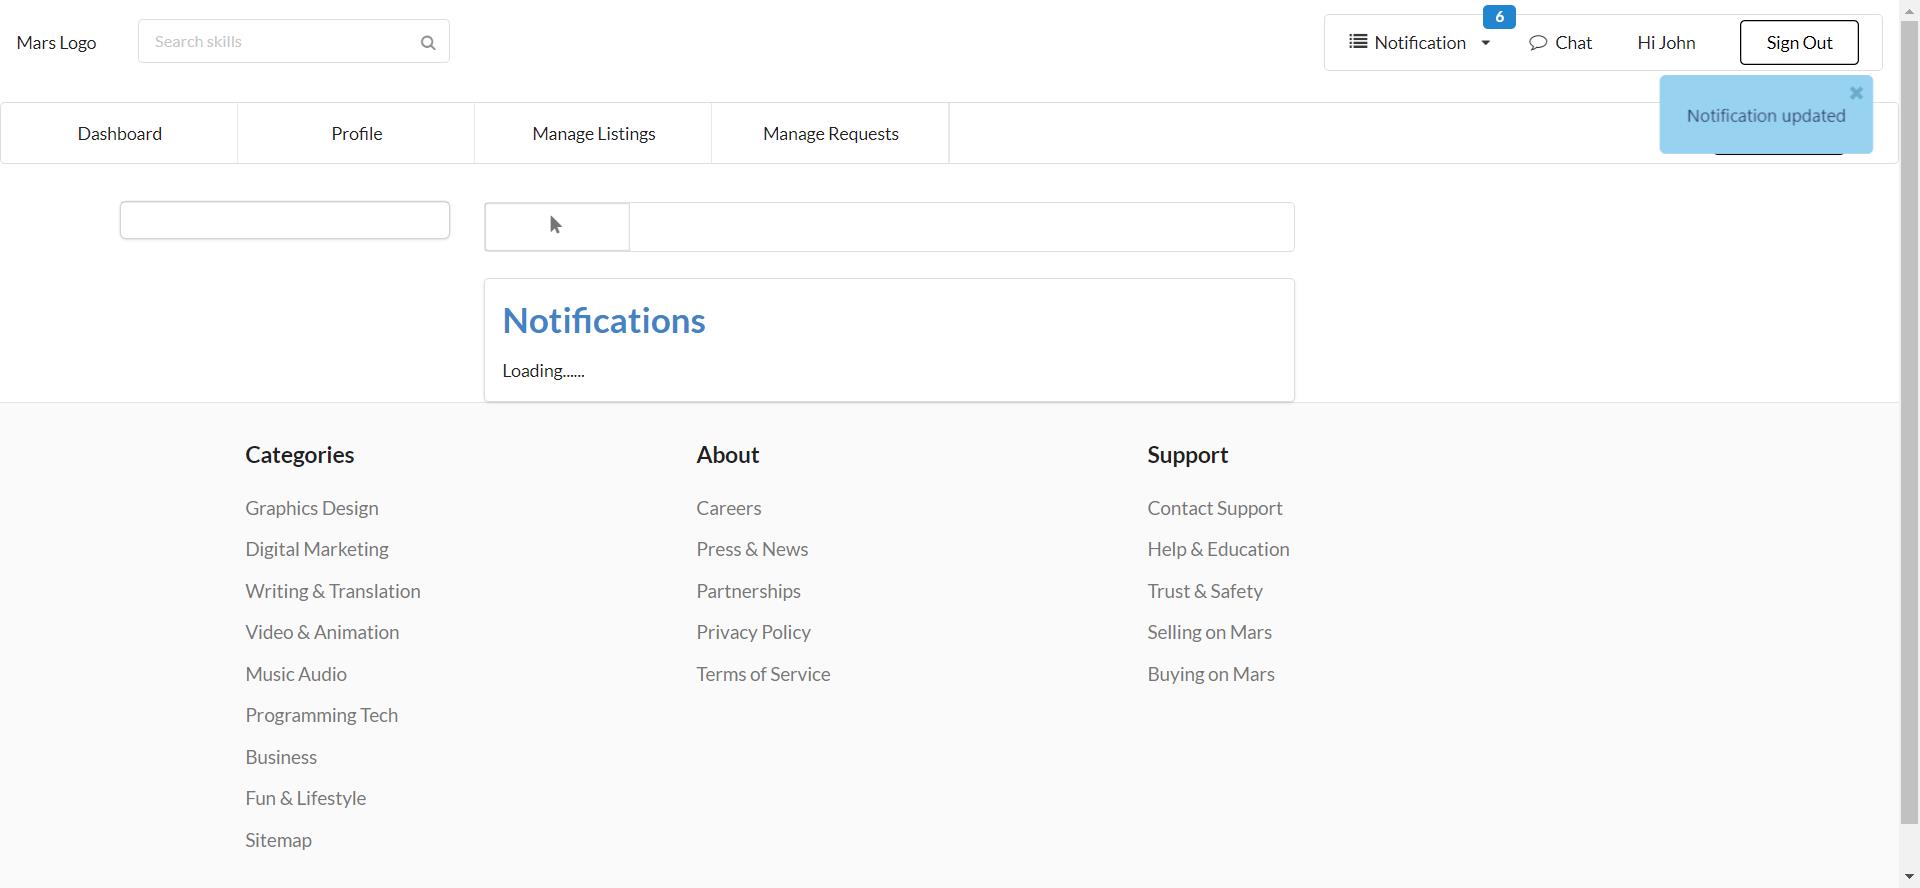 Mars Logo
Search skills
Notification
6
Chat
Hi John
Sign Out
Notification updated
Dashboard
Profile
Manage Listings
Manage Requests
Notifications
Loading......
Categories
Graphics Design
Digital Marketing
Writing & Translation
Video & Animation
Music Audio
Programming Tech
Business
Fun & Lifestyle
Sitemap
About
Careers
Press & News
Partnerships
Privacy Policy
Terms of Service
Support
Contact Support
Help & Education
Trust & Safety
Selling on Mars
Buying on Mars